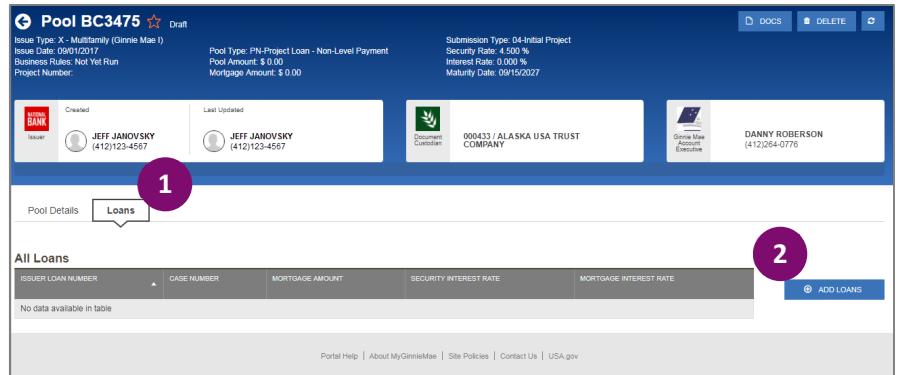 Pool BC3475 Draft
DOCS DELETE
Issue Type: X - Multifamily (Ginnie Mae I)
Issue Date: 09/01/2017
Business Rules: Not Yet Run
Project Number:
Pool Type: PN-Project Loan - Non-Level Payment
Pool Amount: $ 0.00
Mortgage Amount: $ 0.00
Submission Type: 04-Initial Project
Security Rate: 4.500 %
Interest Rate: 0.000 %
Maturity Date: 09/15/2027
NATIONAL
BANK
Issuer
Created
JEFF JANOVSKY
(412)123-4567
Last Updated
JEFF JANOVSKY
(412)123-4567
Document
Custodian
000433 / ALASKA USA TRUST
COMPANY
Ginnie Mae
Account
Executive
DANNY ROBERSON
(412)264-0776
1
Pool Details Loans
All Loans
2
ISSUER LOAN NUMBER CASE NUMBER MORTGAGE AMOUNT SECURITY INTEREST RATE MORTGAGE INTEREST RATE
ADD LOANS
No data available in table
Portal Help | About MyGinnieMae | Site Policies | Contact Us | USA.gov